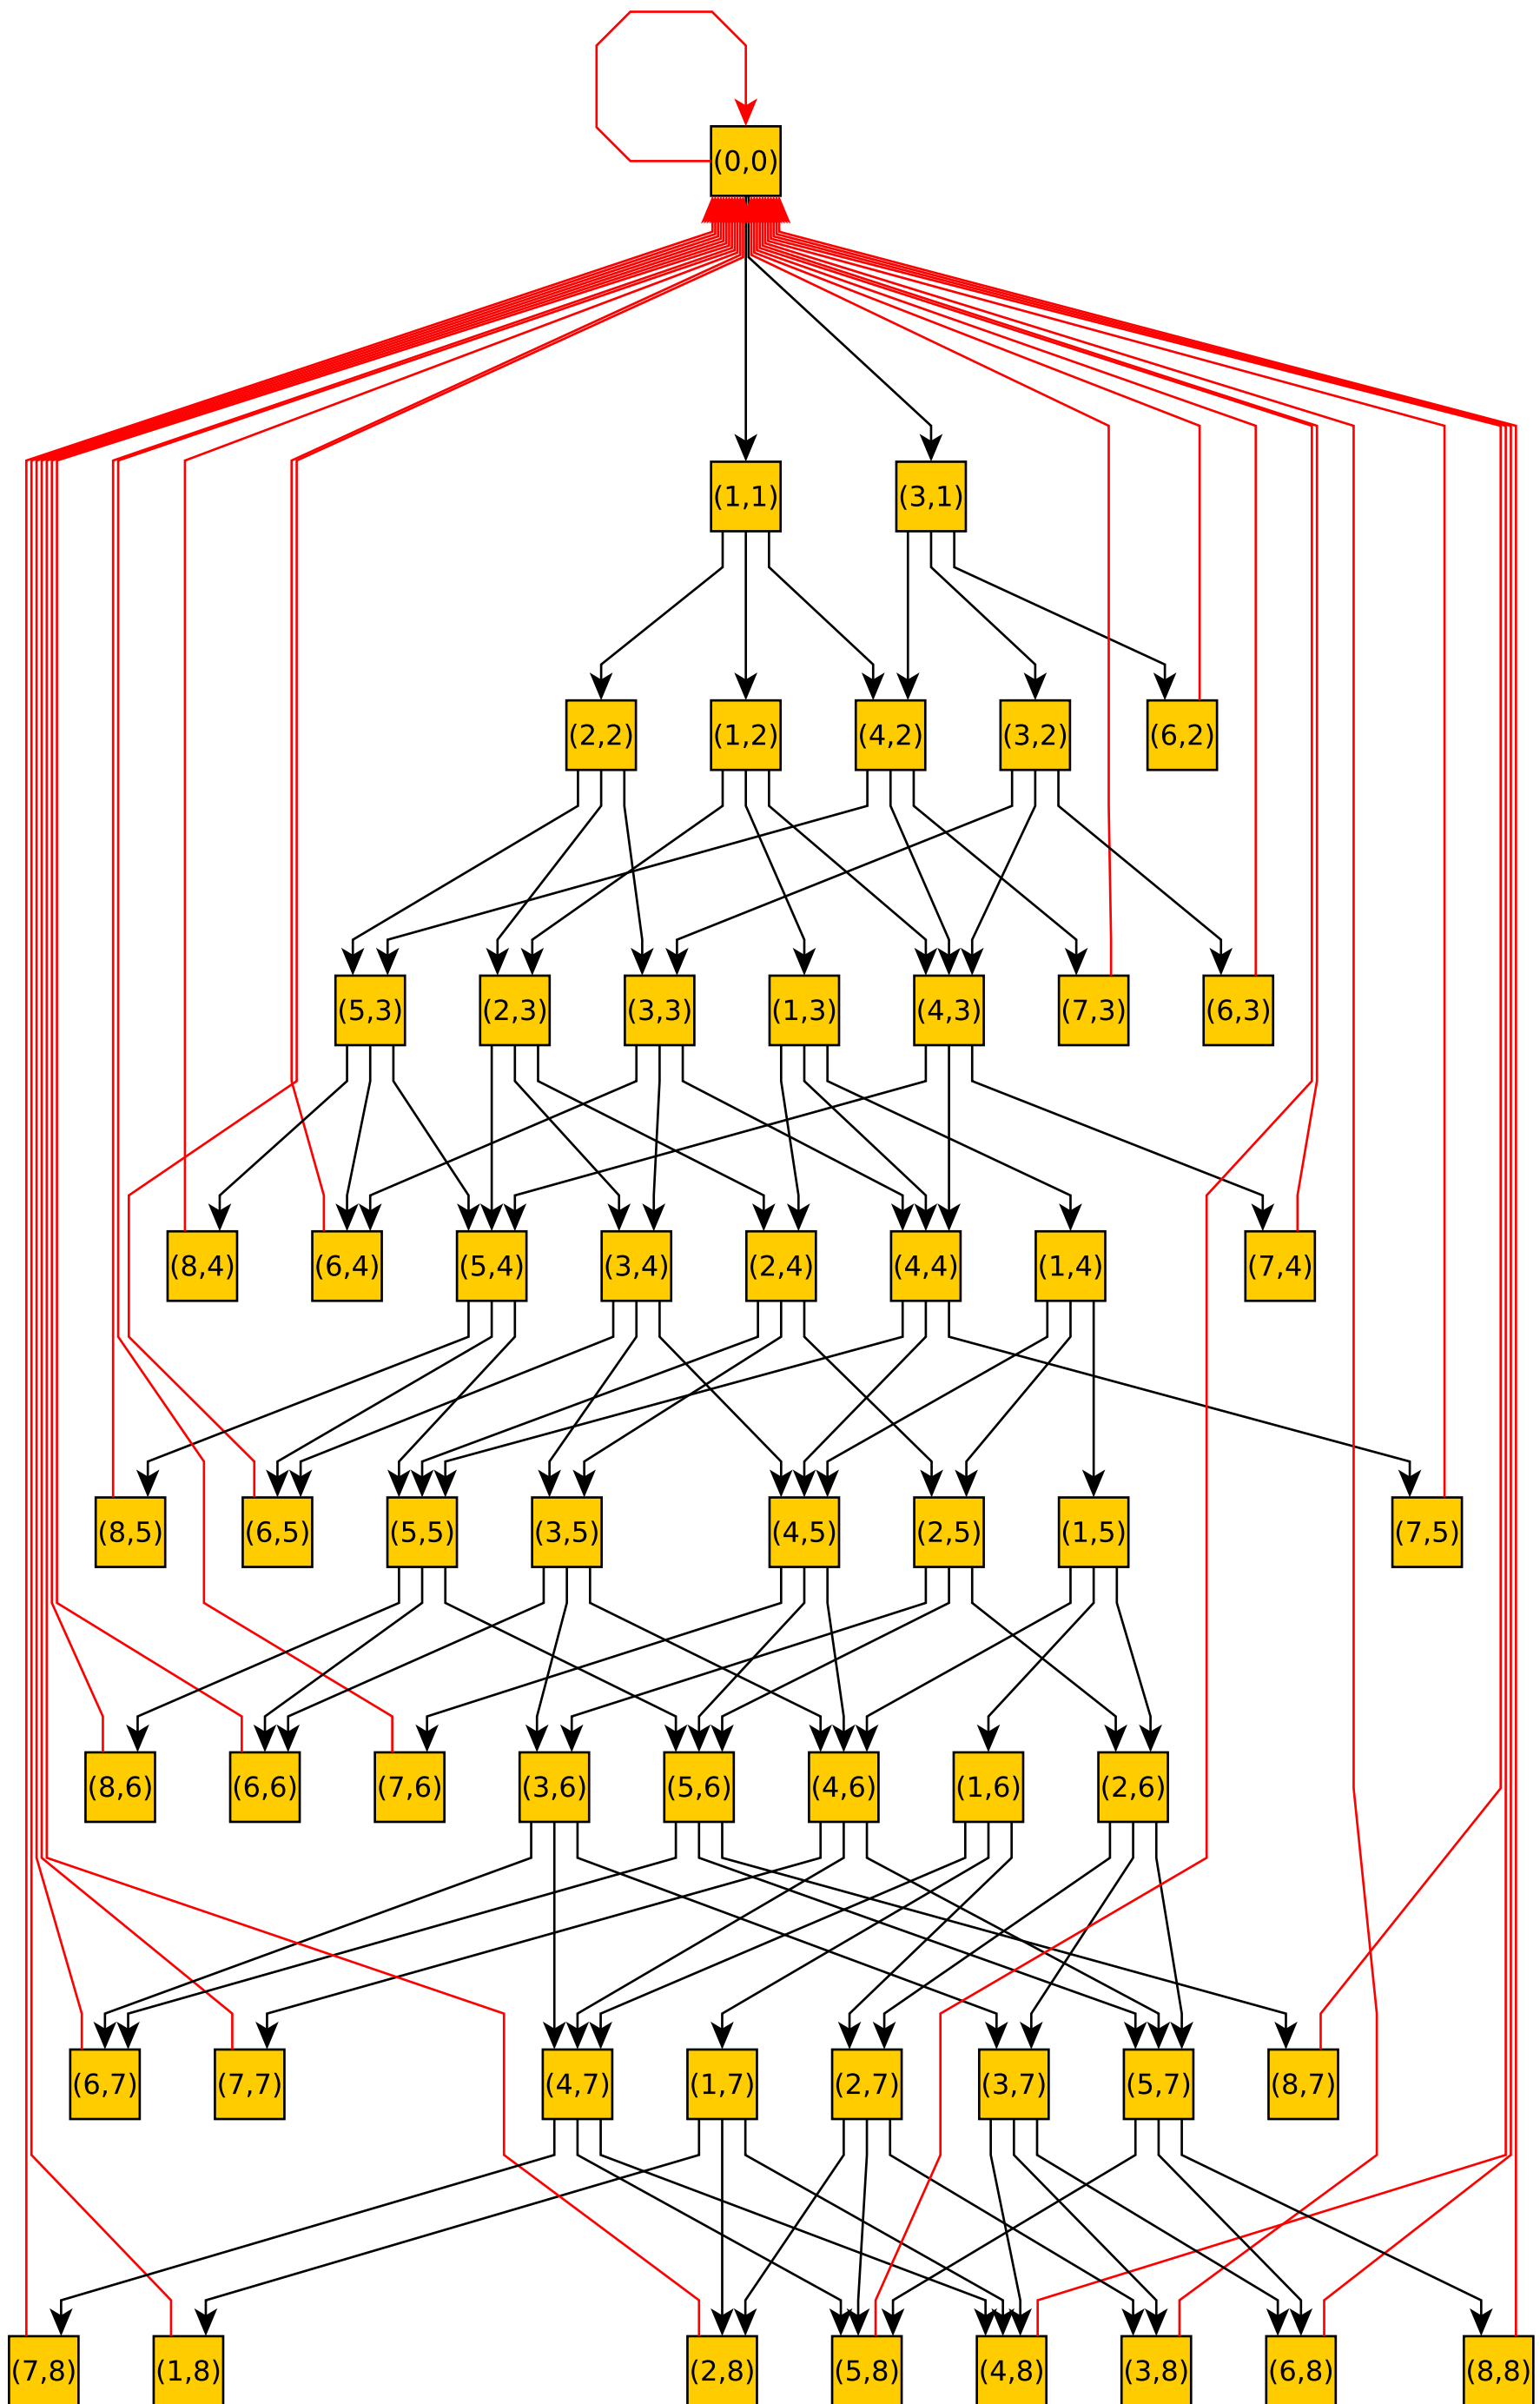 (0,0)
(1,1) (3,1)
(2,2) (1,2) (4,2) (3,2) (6,2)
(5,3) (2,3) (3,3) (1,3) (4,3) (7,3) (6,3)
(8,4) (6,4) (5,4) (3,4) (2,4) (4,4) (1,4) (7,4)
(8,5) (6,5) (5,5) (3,5) (4,5) (2,5) (1,5) (7,5)
(8,6) (6,6) (7,6) (3,6) (5,6) (4,6) (1,6) (2,6)
(6,7) (7,7) (4,7) (1,7) (2,7) (3,7) (5,7) (8,7)
(7,8) (1,8) (2,8) (5,8) (4,8) (3,8) (6,8) (8,8)